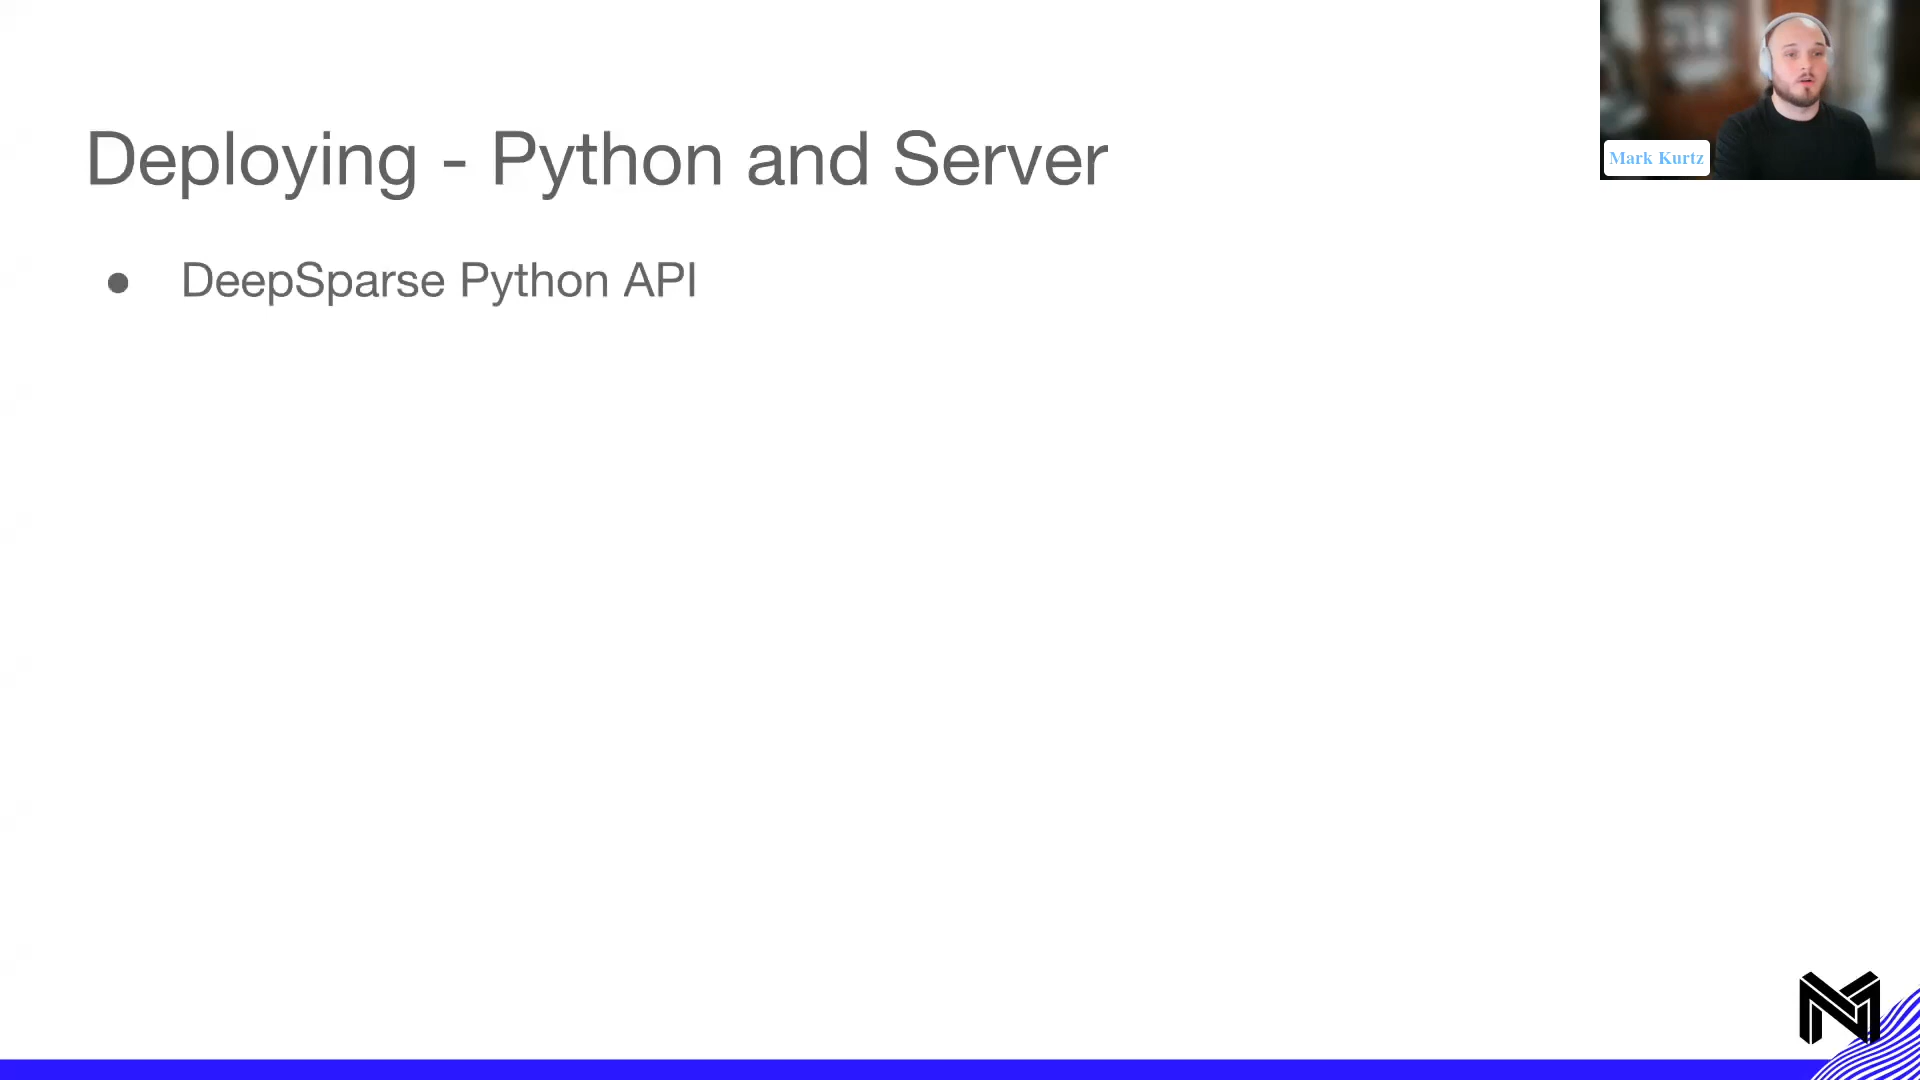 Deploying - Python and Server
● DeepSparse Python API
Mark Kurtz